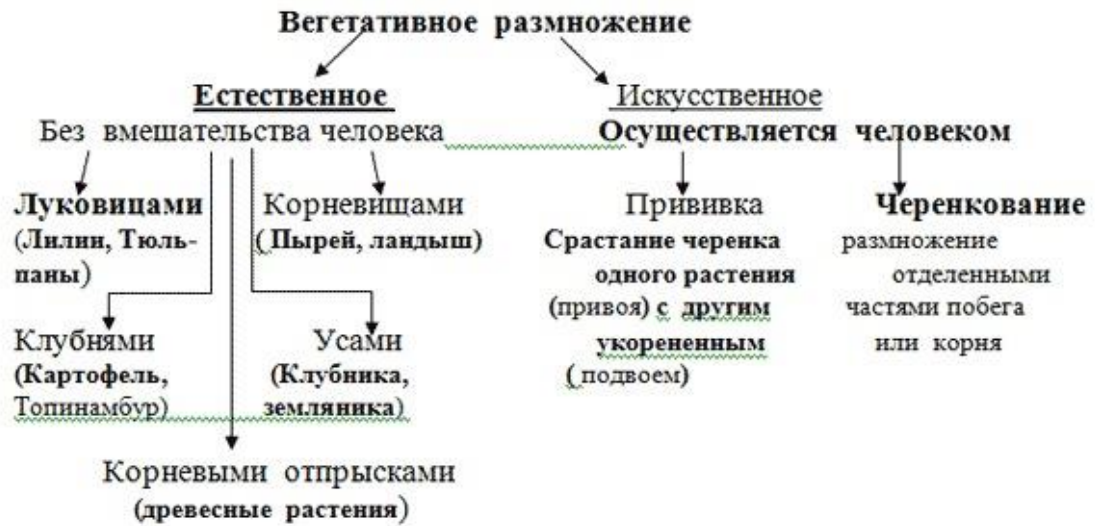 Вегетативное размножение
Естественное
Искусственное
Без вмешательства человека
Осуществляется человеком
Луковицами
(Лилии, Тюль-
паны)
Корневищами
( Пырей, ландыш)
Прививка
Срастание черенка
одного растения
(привоя) с другим
укорененным
( подвоем)
Черенкование
размножение
отделенными
частями побега
или корня
Клубнями
(Картофель,
Топинамбур)
Усами
(Клубника,
земляника)
Корневыми отпрысками
(древесные растения)